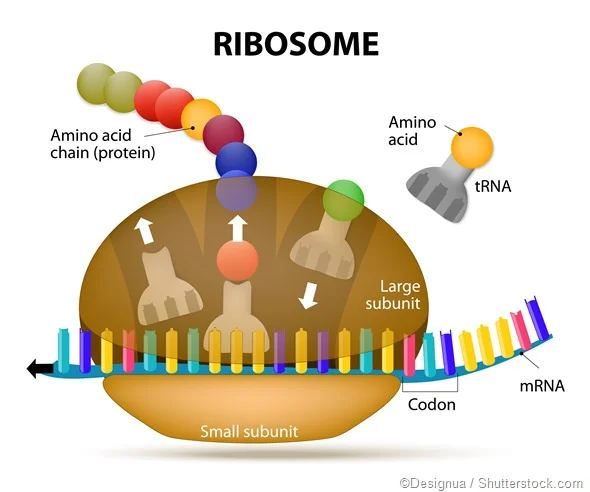 RIBOSOME
Amino acid
chain (protein)
Amino
acid
tRNA
Large
subunit
mRNA
Codon
Small subunit
©Designua / Shutterstock.com